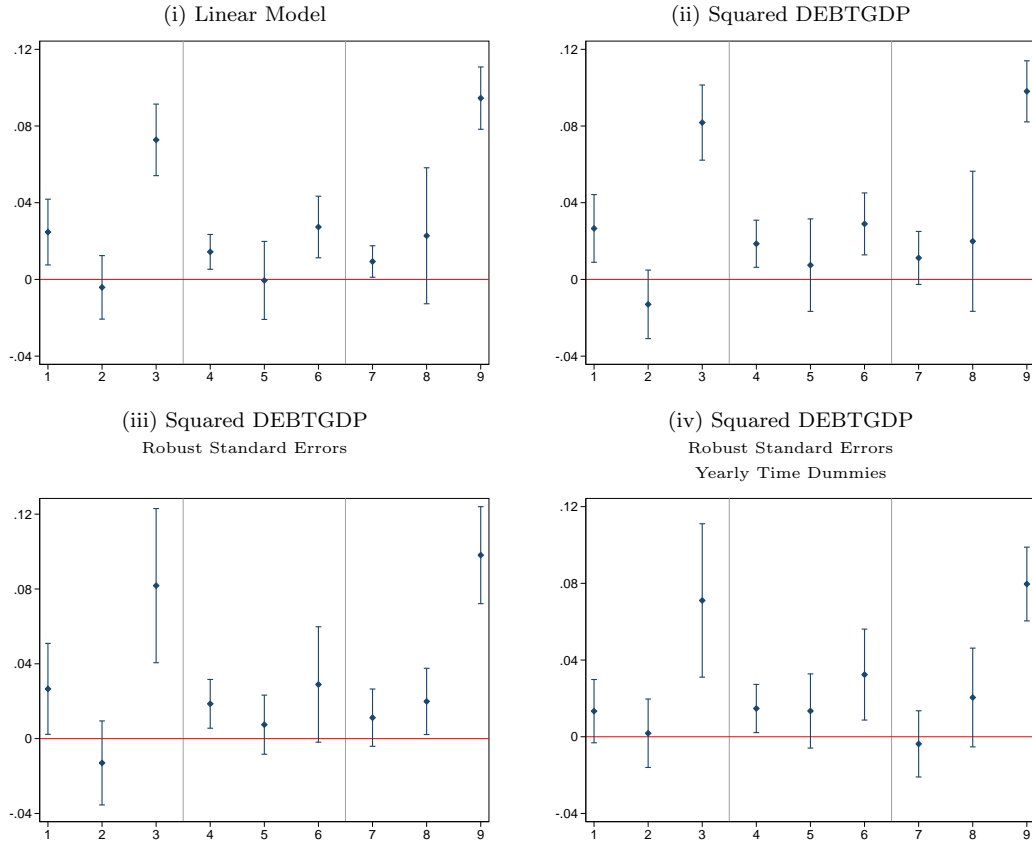 (i) Linear Model
.12
.08
.04
0
-.04
1 2 3 4 5 6 7 8 9
(ii) Squared DEBTGDP
.12
.08
.04
0
-.04
1 2 3 4 5 6 7 8 9
(iii) Squared DEBTGDP
Robust Standard Errors
.12
.08
.04
0
-.04
1 2 3 4 5 6 7 8 9
(iv) Squared DEBTGDP
Robust Standard Errors
Yearly Time Dummies
.12
.08
.04
0
-.04
1 2 3 4 5 6 7 8 9